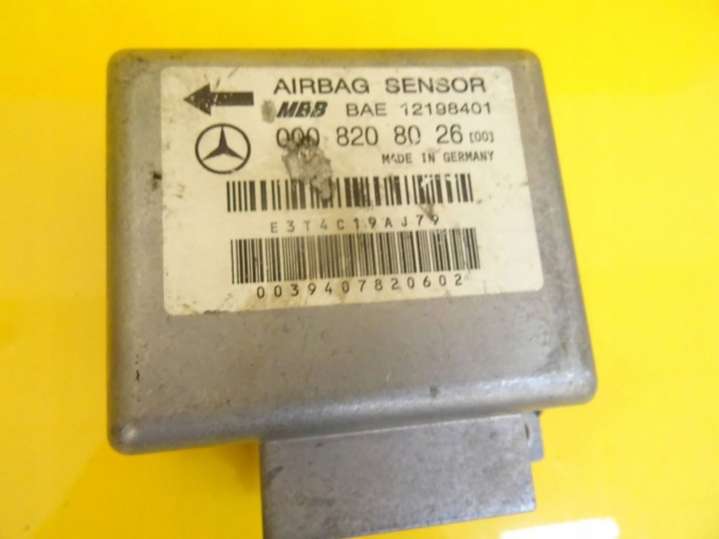 AIRBAG SENSOR
MBB BAE 12198401
000 820 80 26 [00]
MADE IN GERMANY
E3T4C19AJ79
0039407820602